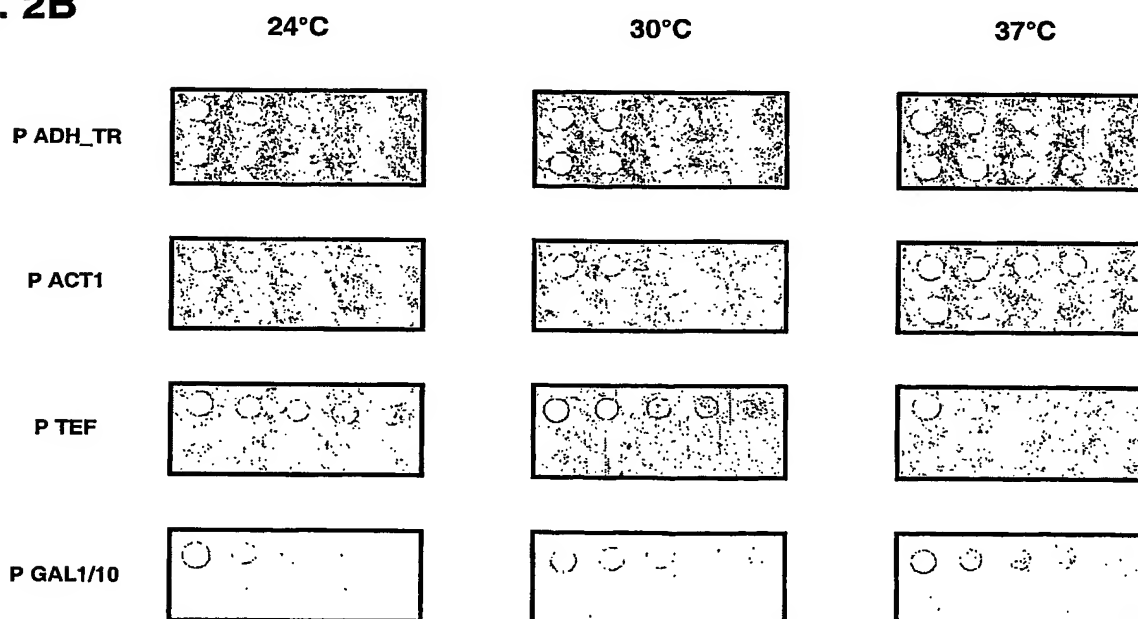 . 2B
24°C 30°C 37°C
P ADH_TR
P ACT1
P TEF
P GAL1/10